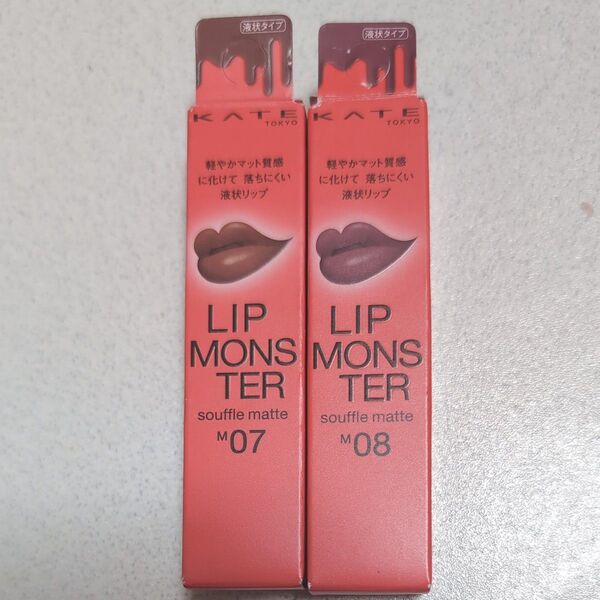 液状タイプ
KATE
TOKYO
軽やかマット質感
に化けて 落ちにくい
液状リップ
LIP
MONS
TER
souffle matte
M07
液状タイプ
KATE
TOKYO
軽やかマット質感
に化けて 落ちにくい
液状リップ
LIP
MONS
TER
souffle matte
M08